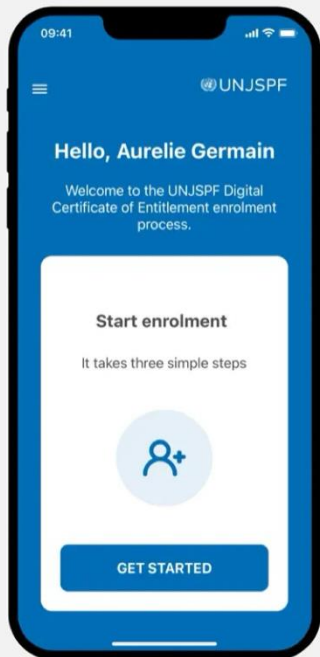 09:41
UNJSPF
Hello, Aurelie Germain
Welcome to the UNJSPF Digital
Certificate of Entitlement enrolment
process.
Start enrolment
It takes three simple steps
GET STARTED